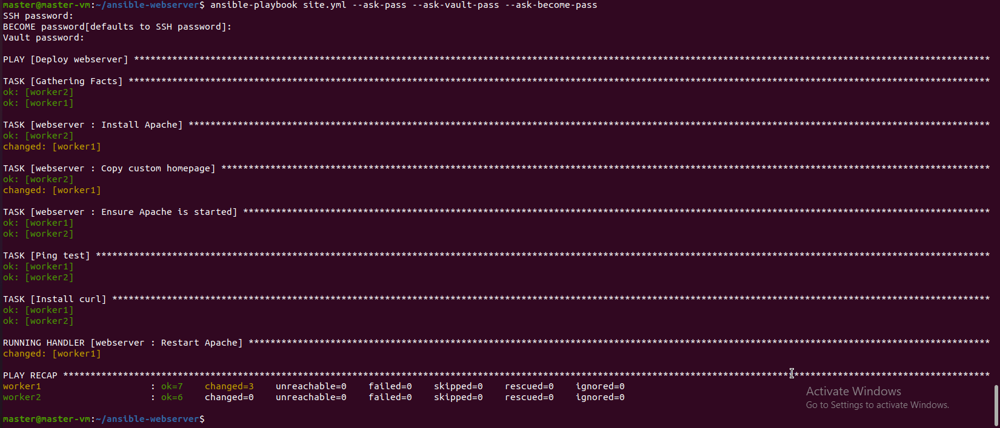 master@master-vm:~/ansible-webserver$ ansible-playbook site.yml --ask-pass --ask-vault-pass --ask-become-pass
SSH password:
BECOME password[defaults to SSH password]:
Vault password:
PLAY [Deploy webserver] ******************************************************************************************************************************************************
TASK [Gathering Facts] *******************************************************************************************************************************************************
ok: [worker2]
ok: [worker1]
TASK [webserver : Install Apache] ********************************************************************************************************************************************
ok: [worker2]
changed: [worker1]
TASK [webserver : Copy custom homepage] **************************************************************************************************************************************
ok: [worker2]
changed: [worker1]
TASK [webserver : Ensure Apache is started] **********************************************************************************************************************************
ok: [worker1]
ok: [worker2]
TASK [Ping test] *************************************************************************************************************************************************************
ok: [worker1]
ok: [worker2]
TASK [Install curl] **********************************************************************************************************************************************************
ok: [worker1]
ok: [worker2]
RUNNING HANDLER [webserver : Restart Apache] *********************************************************************************************************************************
changed: [worker1]
PLAY RECAP *******************************************************************************************************************************************************************
worker1                    : ok=7    changed=3    unreachable=0    failed=0    skipped=0    rescued=0    ignored=0
worker2                    : ok=6    changed=0    unreachable=0    failed=0    skipped=0    rescued=0    ignored=0
Activate Windows
Go to Settings to activate Windows.
master@master-vm:~/ansible-webserver$